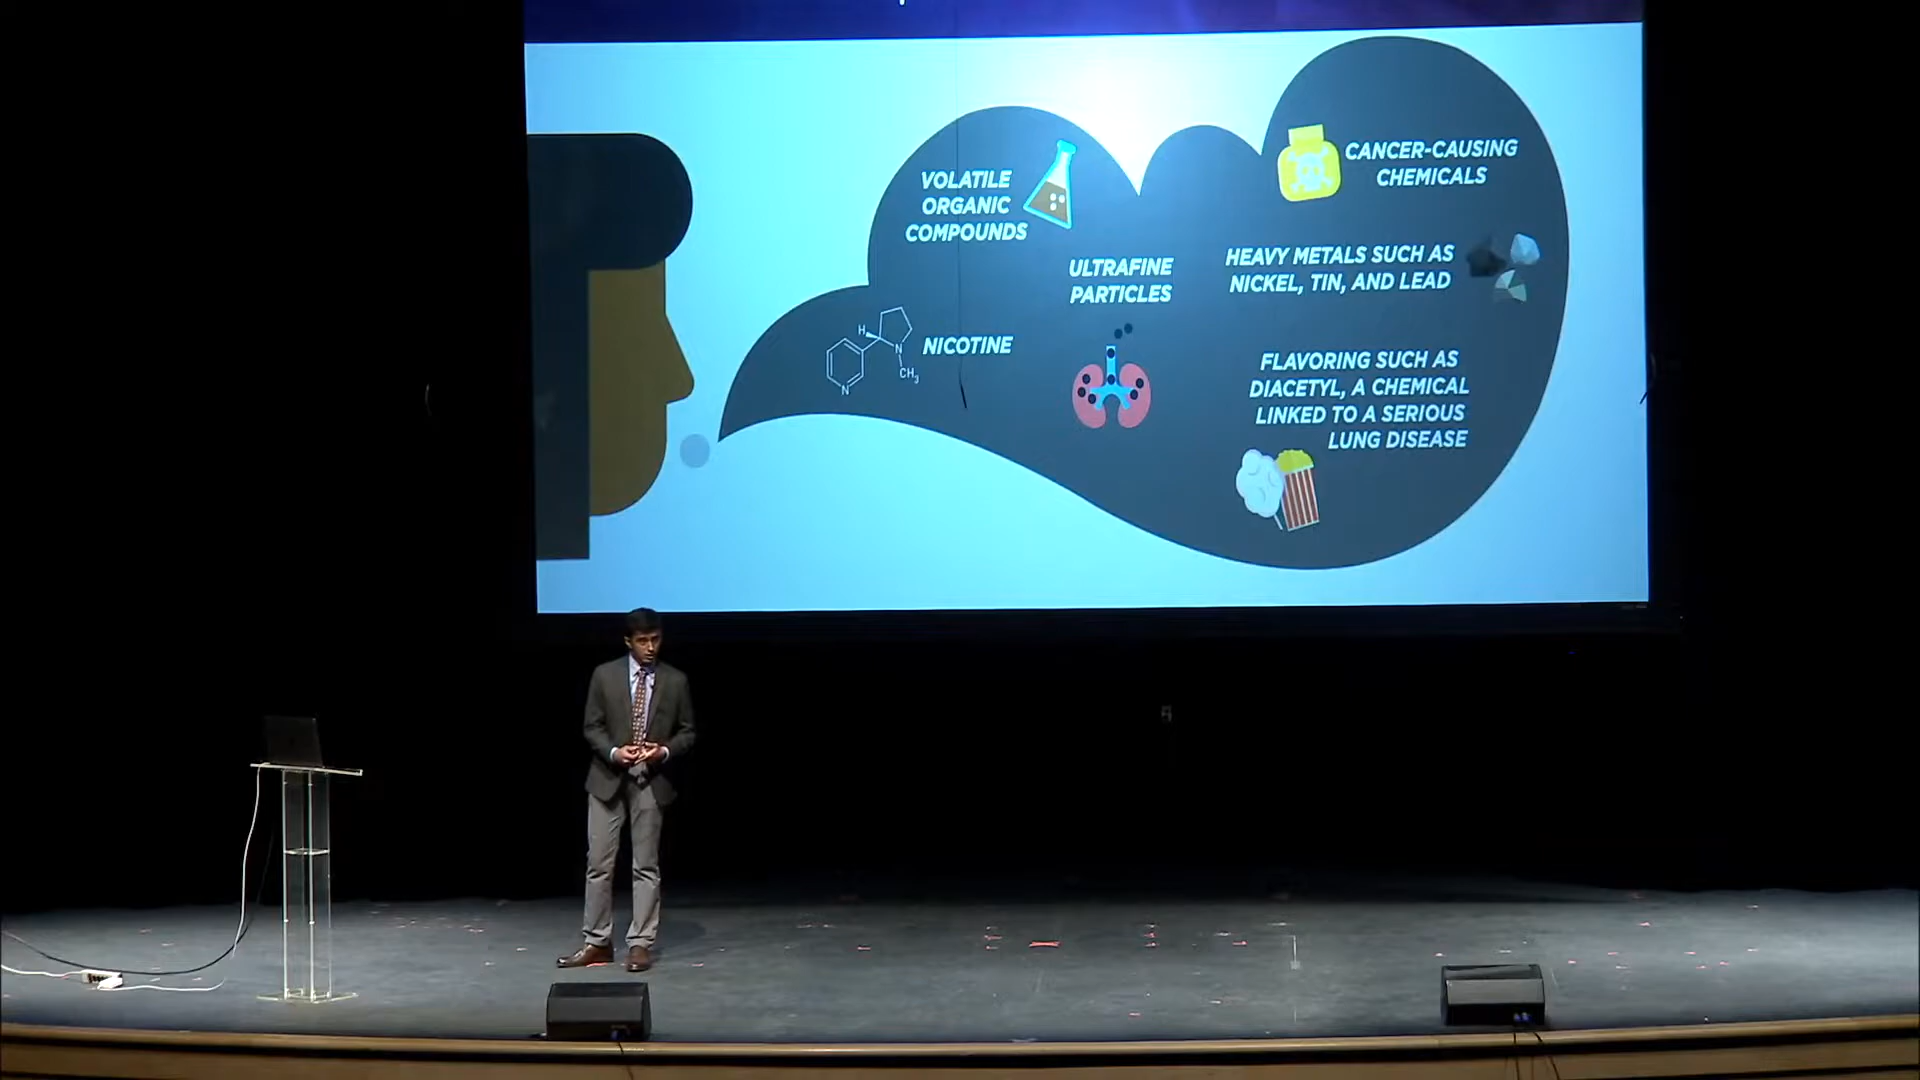 VOLATILE
ORGANIC
COMPOUNDS
CANCER-CAUSING
CHEMICALS
ULTRAFINE
PARTICLES
HEAVY METALS SUCH AS
NICKEL, TIN, AND LEAD
H
N
CH3
N
NICOTINE
FLAVORING SUCH AS
DIACETYL, A CHEMICAL
LINKED TO A SERIOUS
LUNG DISEASE